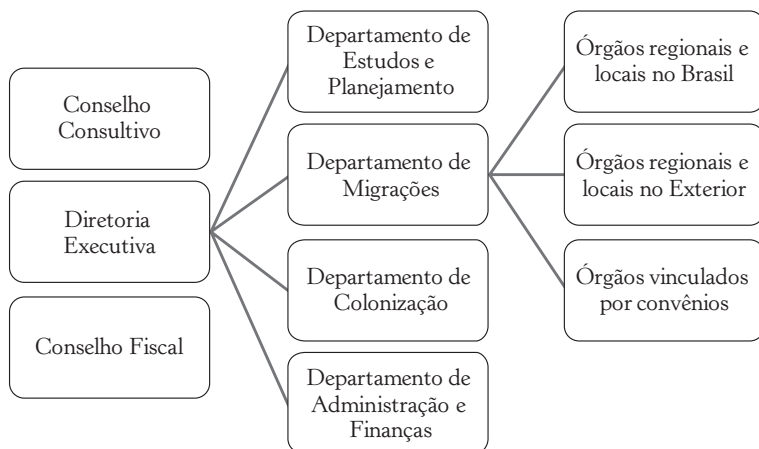 Conselho
Consultivo
Diretoria
Executiva
Conselho Fiscal
Departamento de
Estudos e
Planejamento
Departamento de
Migrações
Departamento de
Colonização
Departamento de
Administração e
Finanças
Órgãos regionais e
locais no Brasil
Órgãos regionais e
locais no Exterior
Órgãos vinculados
por convênios